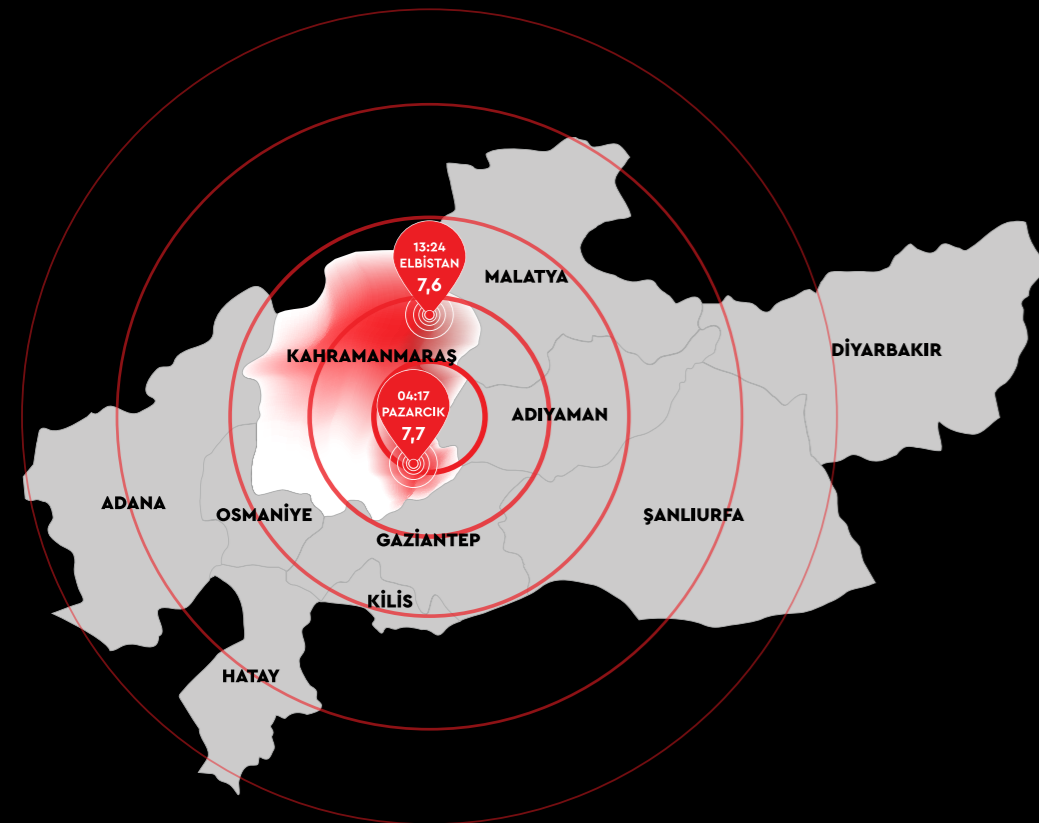 13:24
ELBİSTAN
7,6
MALATYA
DİYARBAKIR
KAHRAMANMARAŞ
04:17
PAZARCIK
7,7
ADIYAMAN
ADANA
OSMANİYE
ŞANLIURFA
GAZİANTEP
KİLİS
HATAY